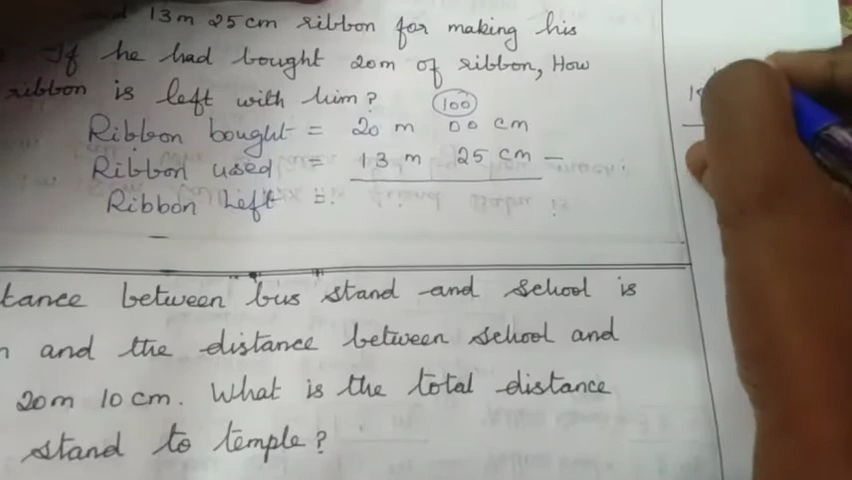 13m 25cm ribbon for making his
If he had bought 20m of ribbon, How
ribbon is left with him?
100
Ribbon bought = 20 m 00 cm
Ribbon used = 13 m 25 cm -
Ribbon Left =
between bus stand and school is
and the distance between school and
20m 10 cm. What is the total distance
stand to temple?